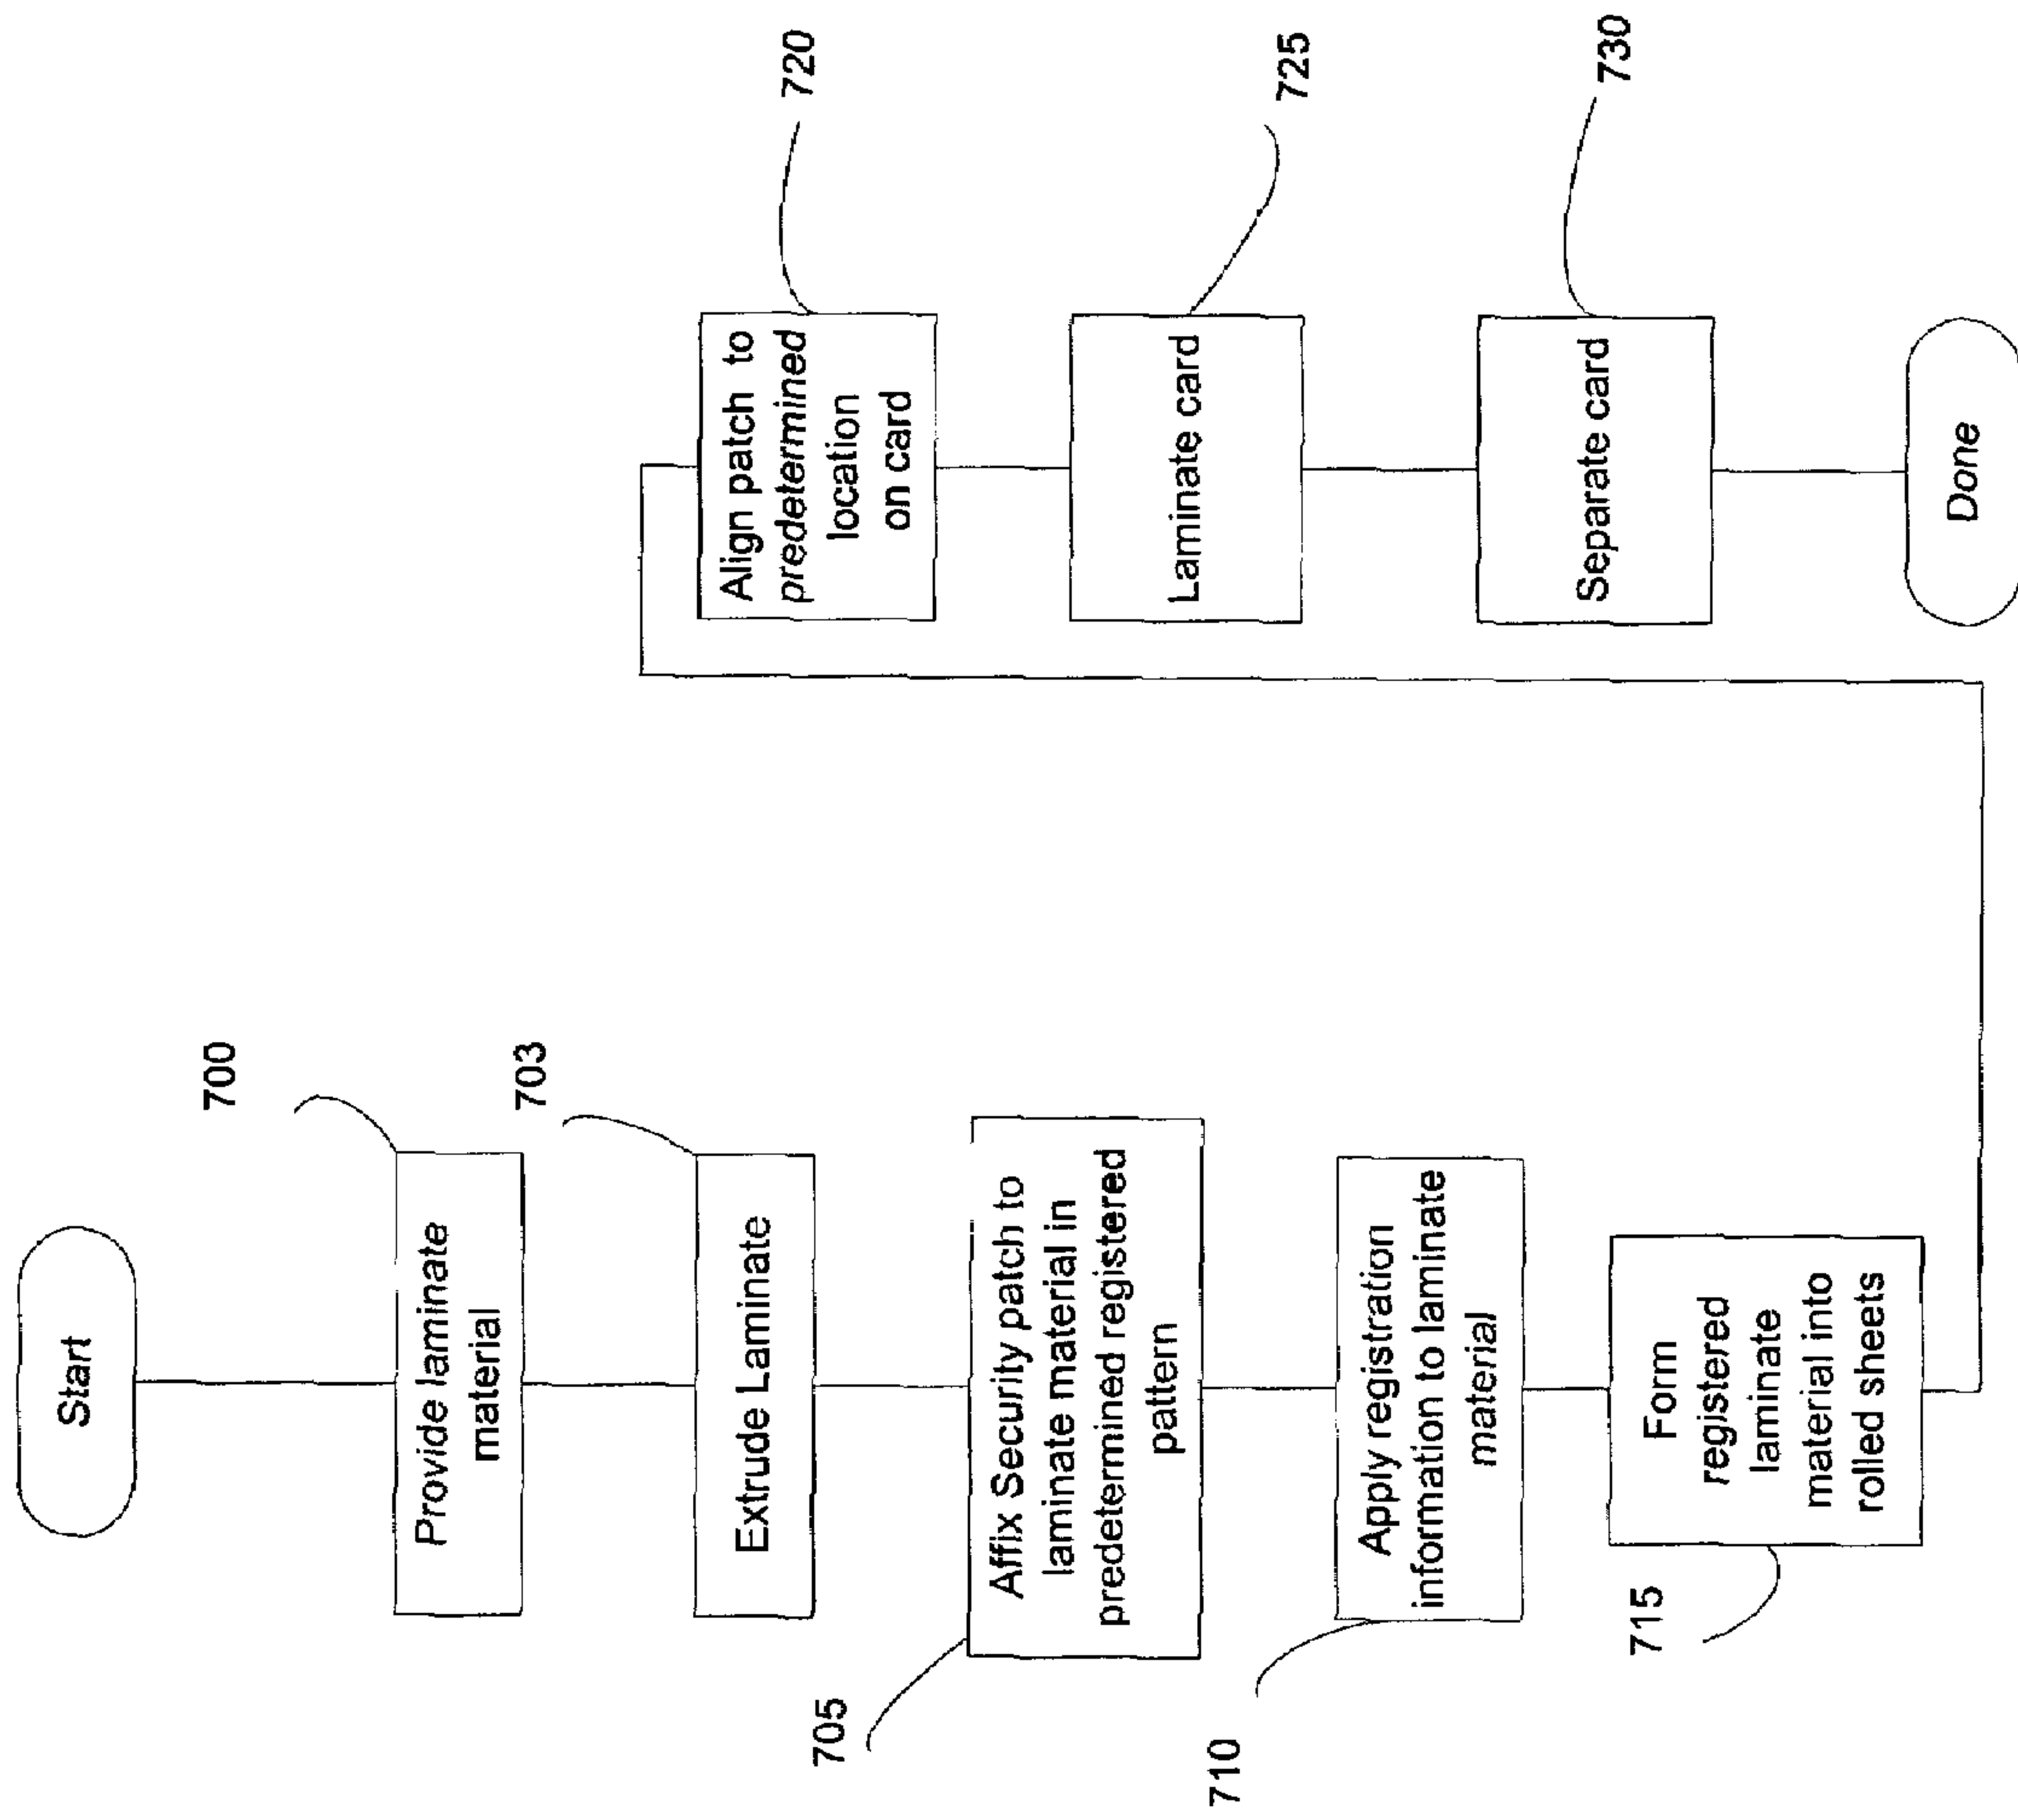 Start
700
Provide laminate
material
703
Extrude Laminate
705
Affix Security patch to
laminate material in
predetermined registered
pattern
710
Apply registration
information to laminate
material
715
Form
registered
laminate
material into
rolled sheets
720
Align patch to
predetermined
location
on card
725
Laminate card
730
Separate card
Done